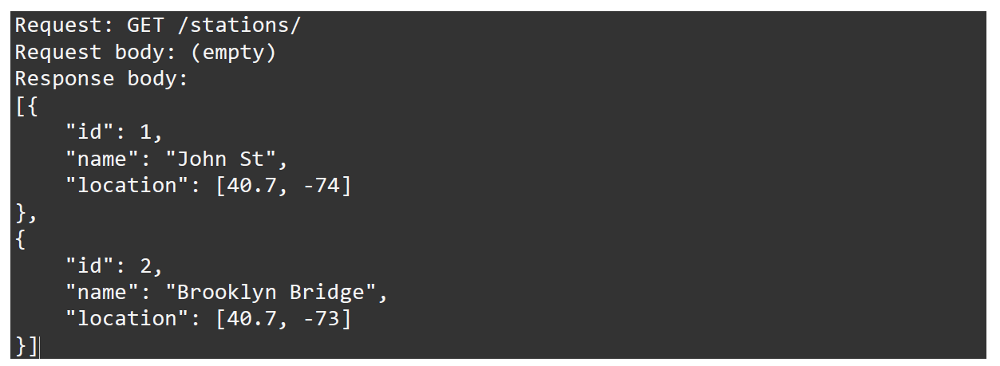 Request: GET /stations/
Request body: (empty)
Response body:
[{
    "id": 1,
    "name": "John St",
    "location": [40.7, -74]
},
{
    "id": 2,
    "name": "Brooklyn Bridge",
    "location": [40.7, -73]
}]